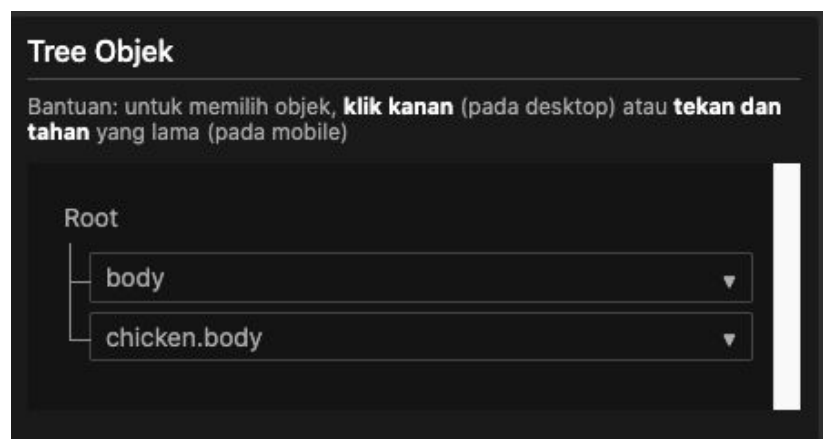 Tree Objek
Bantuan: untuk memilih objek, klik kanan (pada desktop) atau tekan dan
tahan yang lama (pada mobile)
Root
body
chicken.body